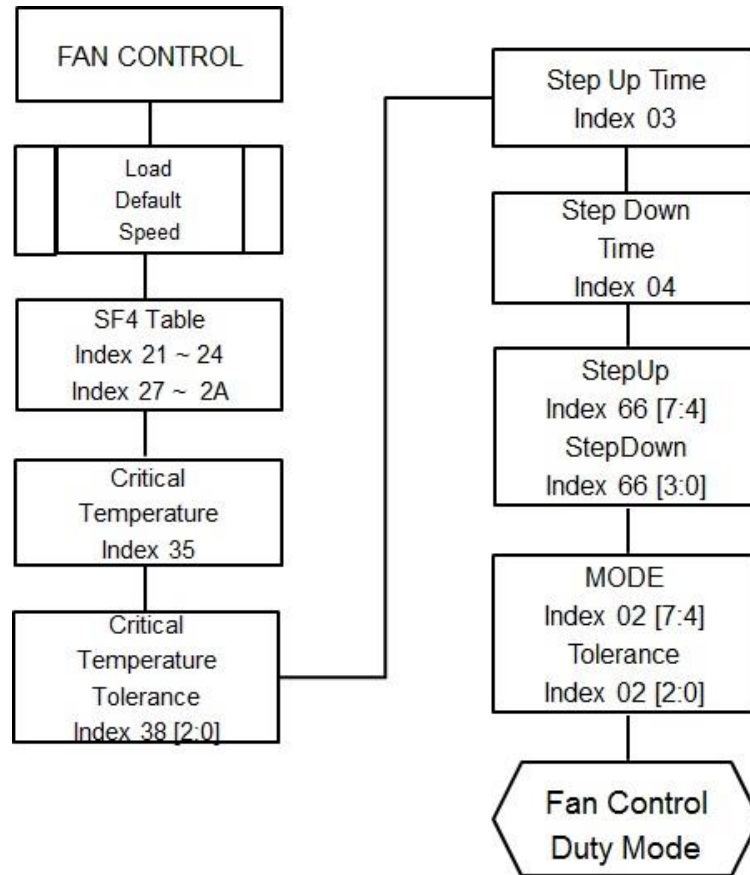 FAN CONTROL
Load
Default
Speed
SF4 Table
Index 21 ~ 24
Index 27 ~ 2A
Critical
Temperature
Index 35
Critical
Temperature
Tolerance
Index 38 [2:0]
Step Up Time
Index 03
Step Down
Time
Index 04
StepUp
Index 66 [7:4]
StepDown
Index 66 [3:0]
MODE
Index 02 [7:4]
Tolerance
Index 02 [2:0]
Fan Control
Duty Mode